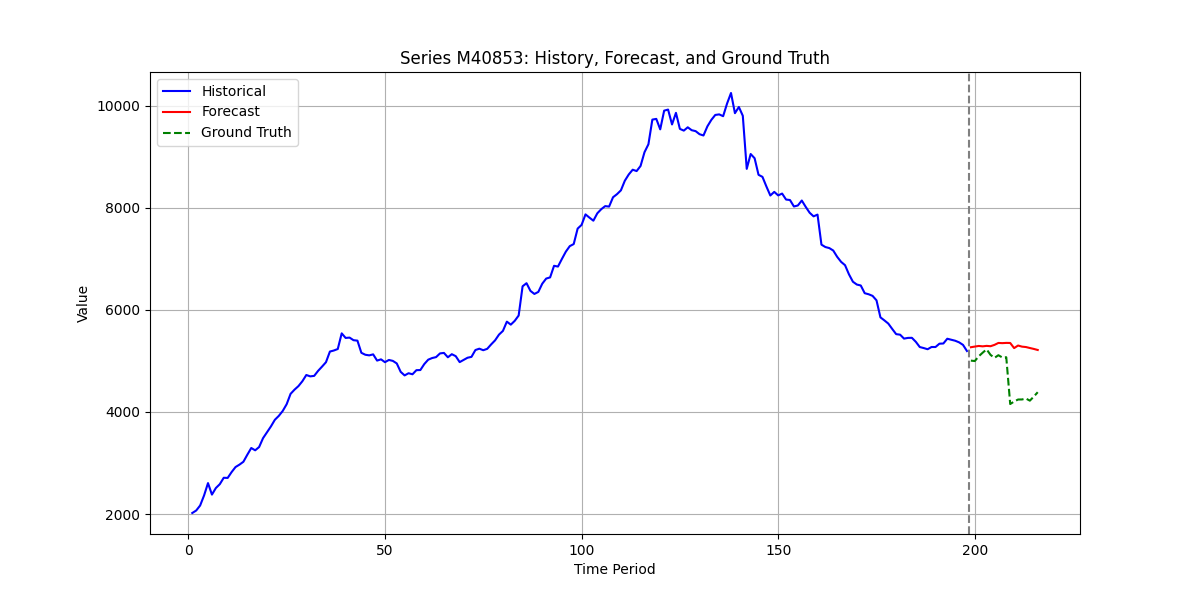 Series M40853: History, Forecast, and Ground Truth
Historical
Forecast
Ground Truth
10000
8000
6000
4000
2000
Value
0
50
100
150
200
Time Period